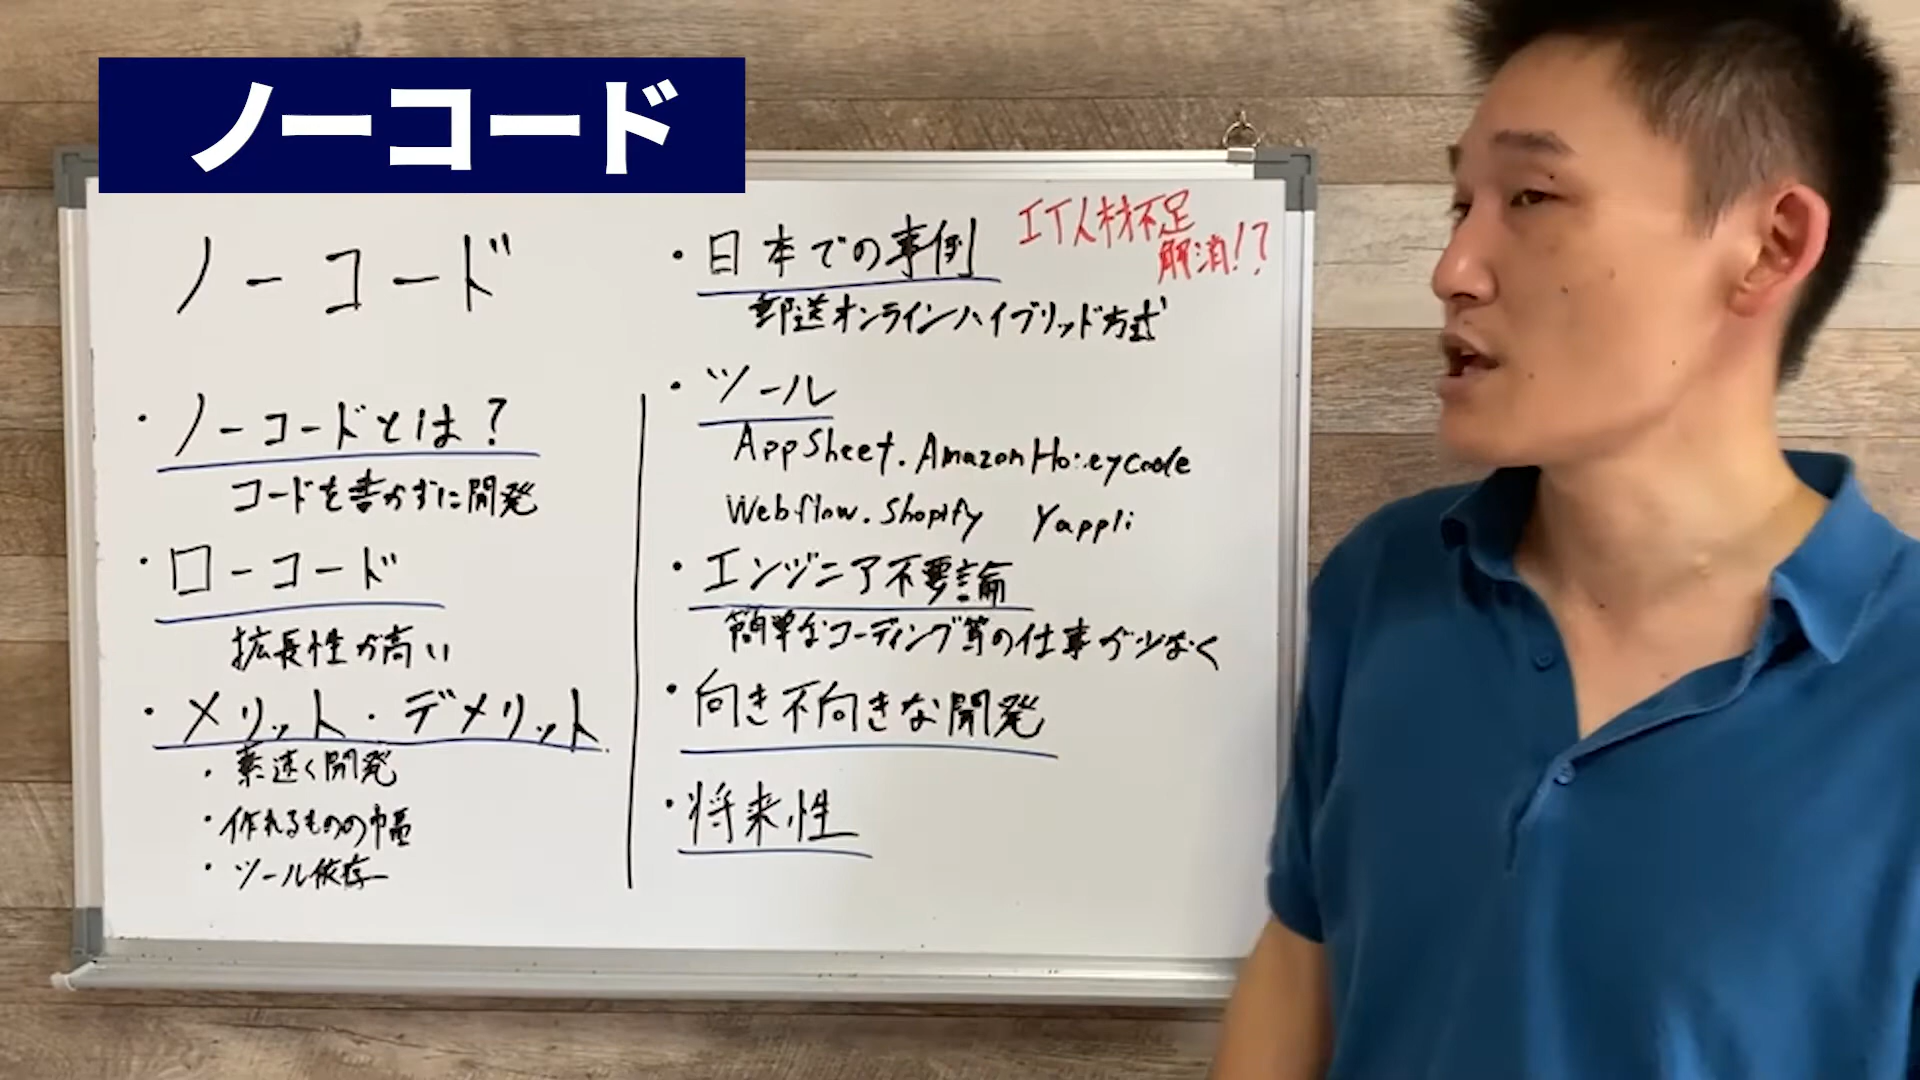 ノーコード
ノーコード
・ノーコードとは?
コードを書かずに開発
・ローコード
拡張性が高い
・メリット・デメリット
・素速く開発
・作れるものの幅
・ツール依存
・日本での事例
IT人材不足
解消!?
郵送オンラインハイブリッド方式
・ツール
AppSheet.AmazonHoneycode
Webflow.Shopify Yappli
・エンジニア不要論
簡単なコーディング等の仕事が少なく
・向き不向きな開発
・将来性